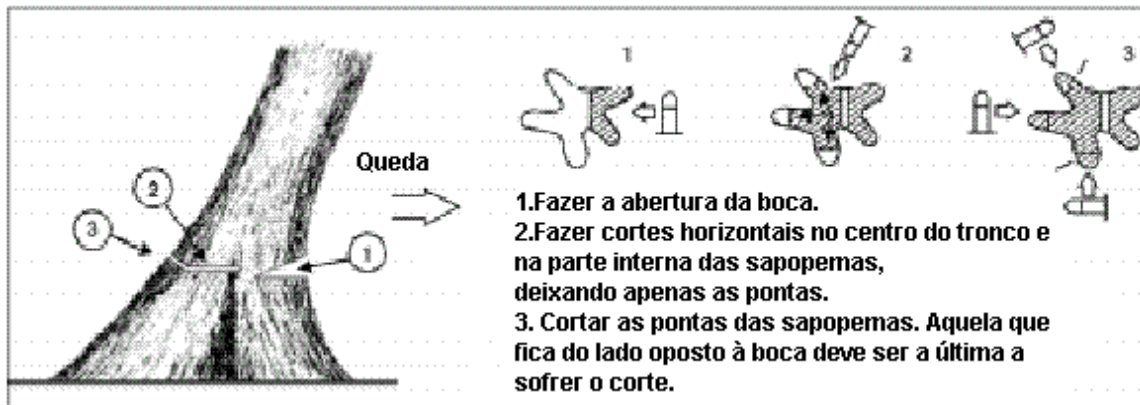 1
2
3
Queda
2
3
1
1.Fazer a abertura da boca.
2.Fazer cortes horizontais no centro do tronco e
na parte interna das sapopemas,
deixando apenas as pontas.
3. Cortar as pontas das sapopemas. Aquela que
fica do lado oposto à boca deve ser a última a
sofrer o corte.